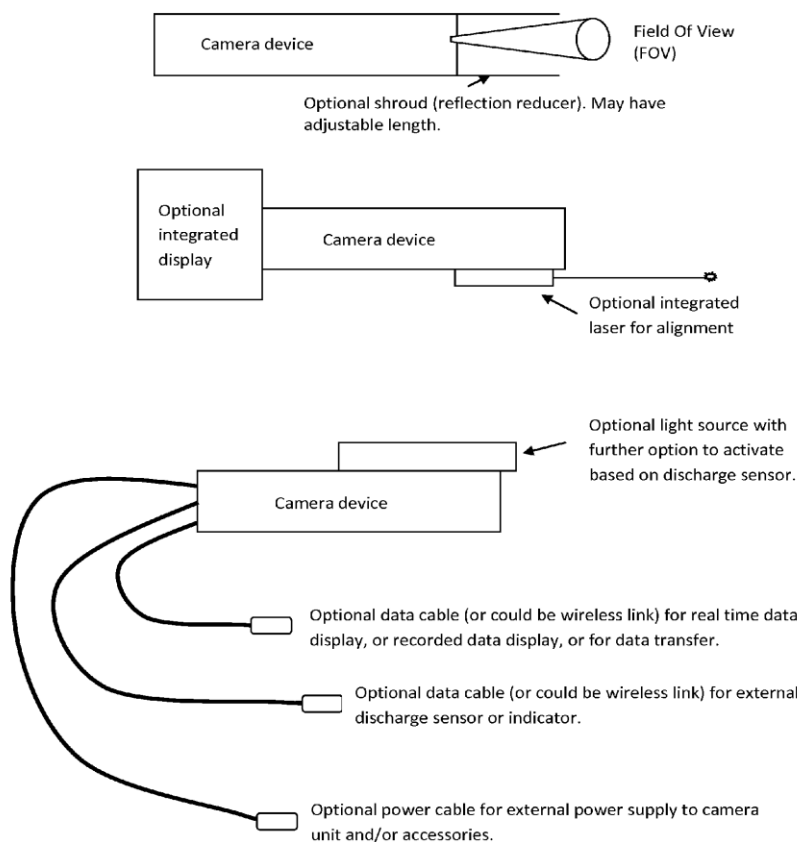 Camera device
Field Of View
(FOV)
Optional shroud (reflection reducer). May have
adjustable length.
Optional
integrated
display
Camera device
Optional integrated
laser for alignment
Optional light source with
further option to activate
based on discharge sensor.
Camera device
Optional data cable (or could be wireless link) for real time data
display, or recorded data display, or for data transfer.
Optional data cable (or could be wireless link) for external
discharge sensor or indicator.
Optional power cable for external power supply to camera
unit and/or accessories.